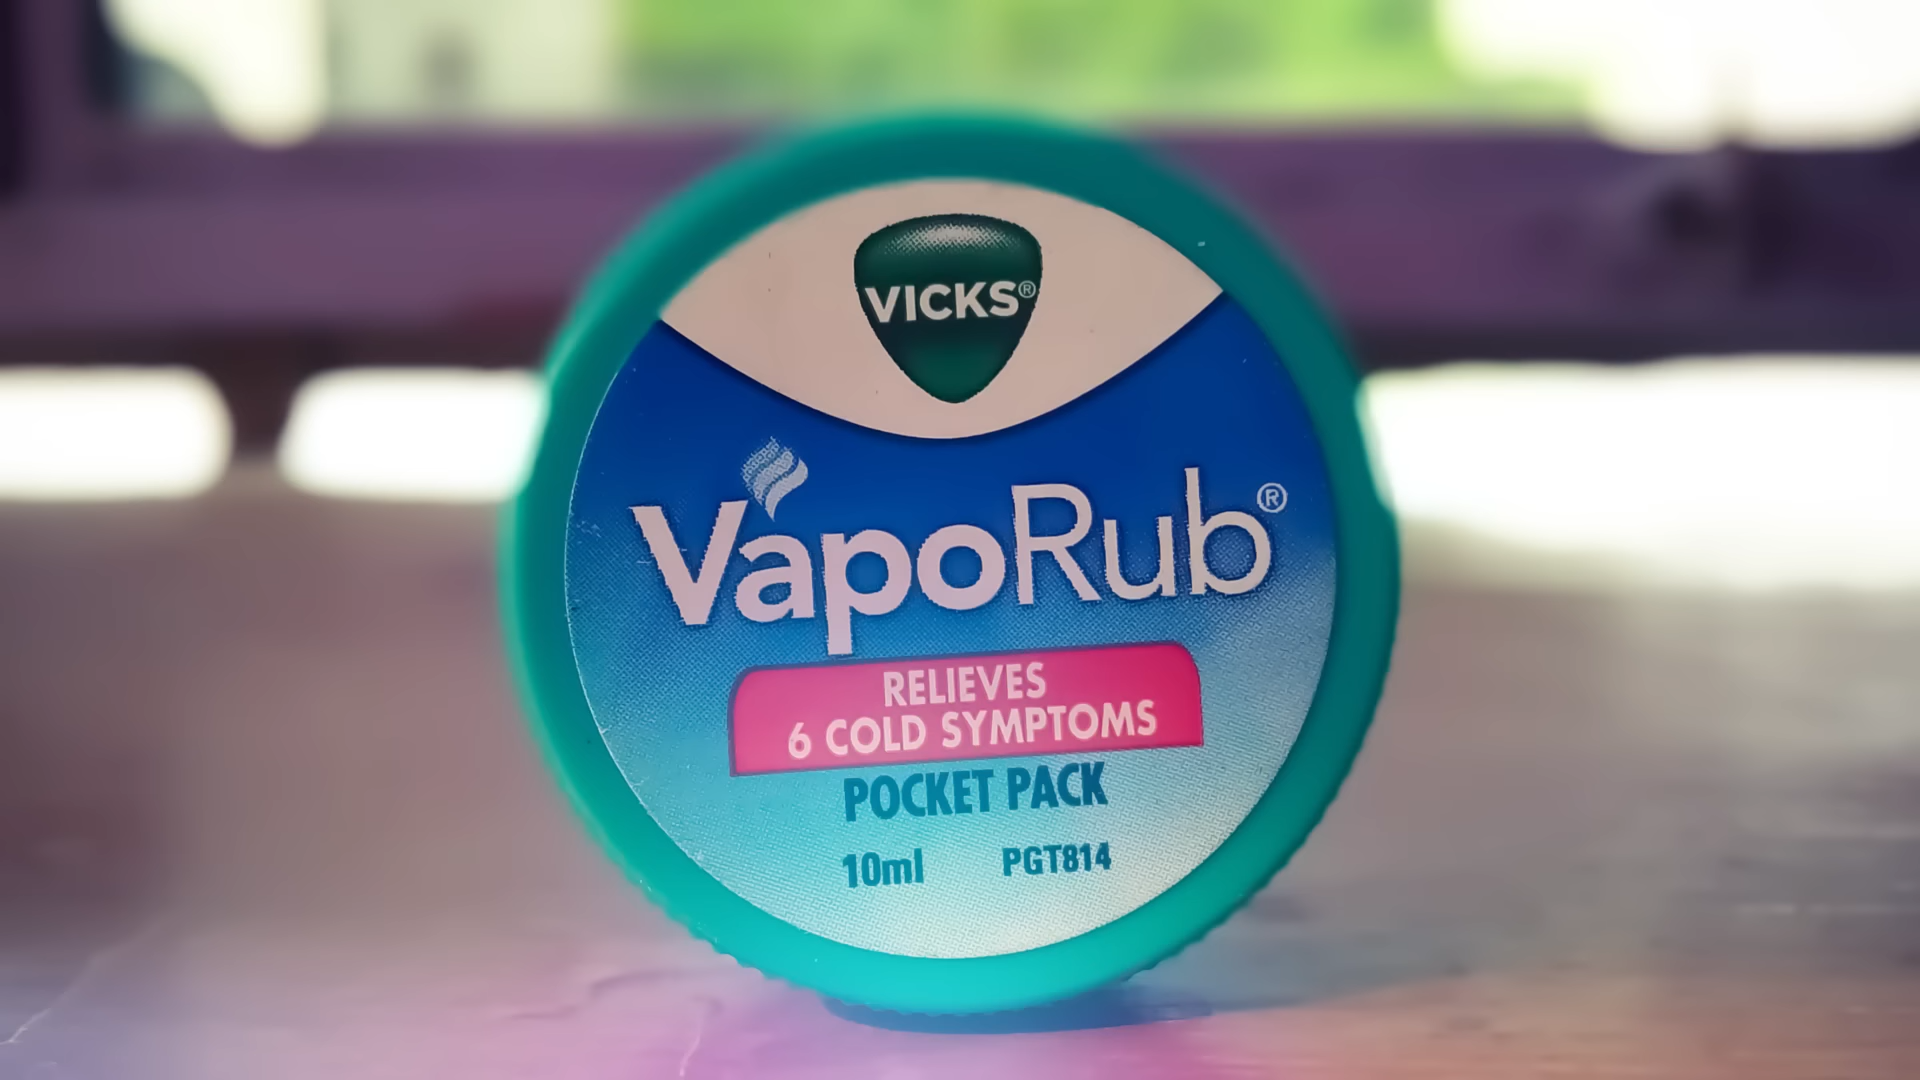 VICKS®
VapoRub®
RELIEVES
6 COLD SYMPTOMS
POCKET PACK
10ml PGT814